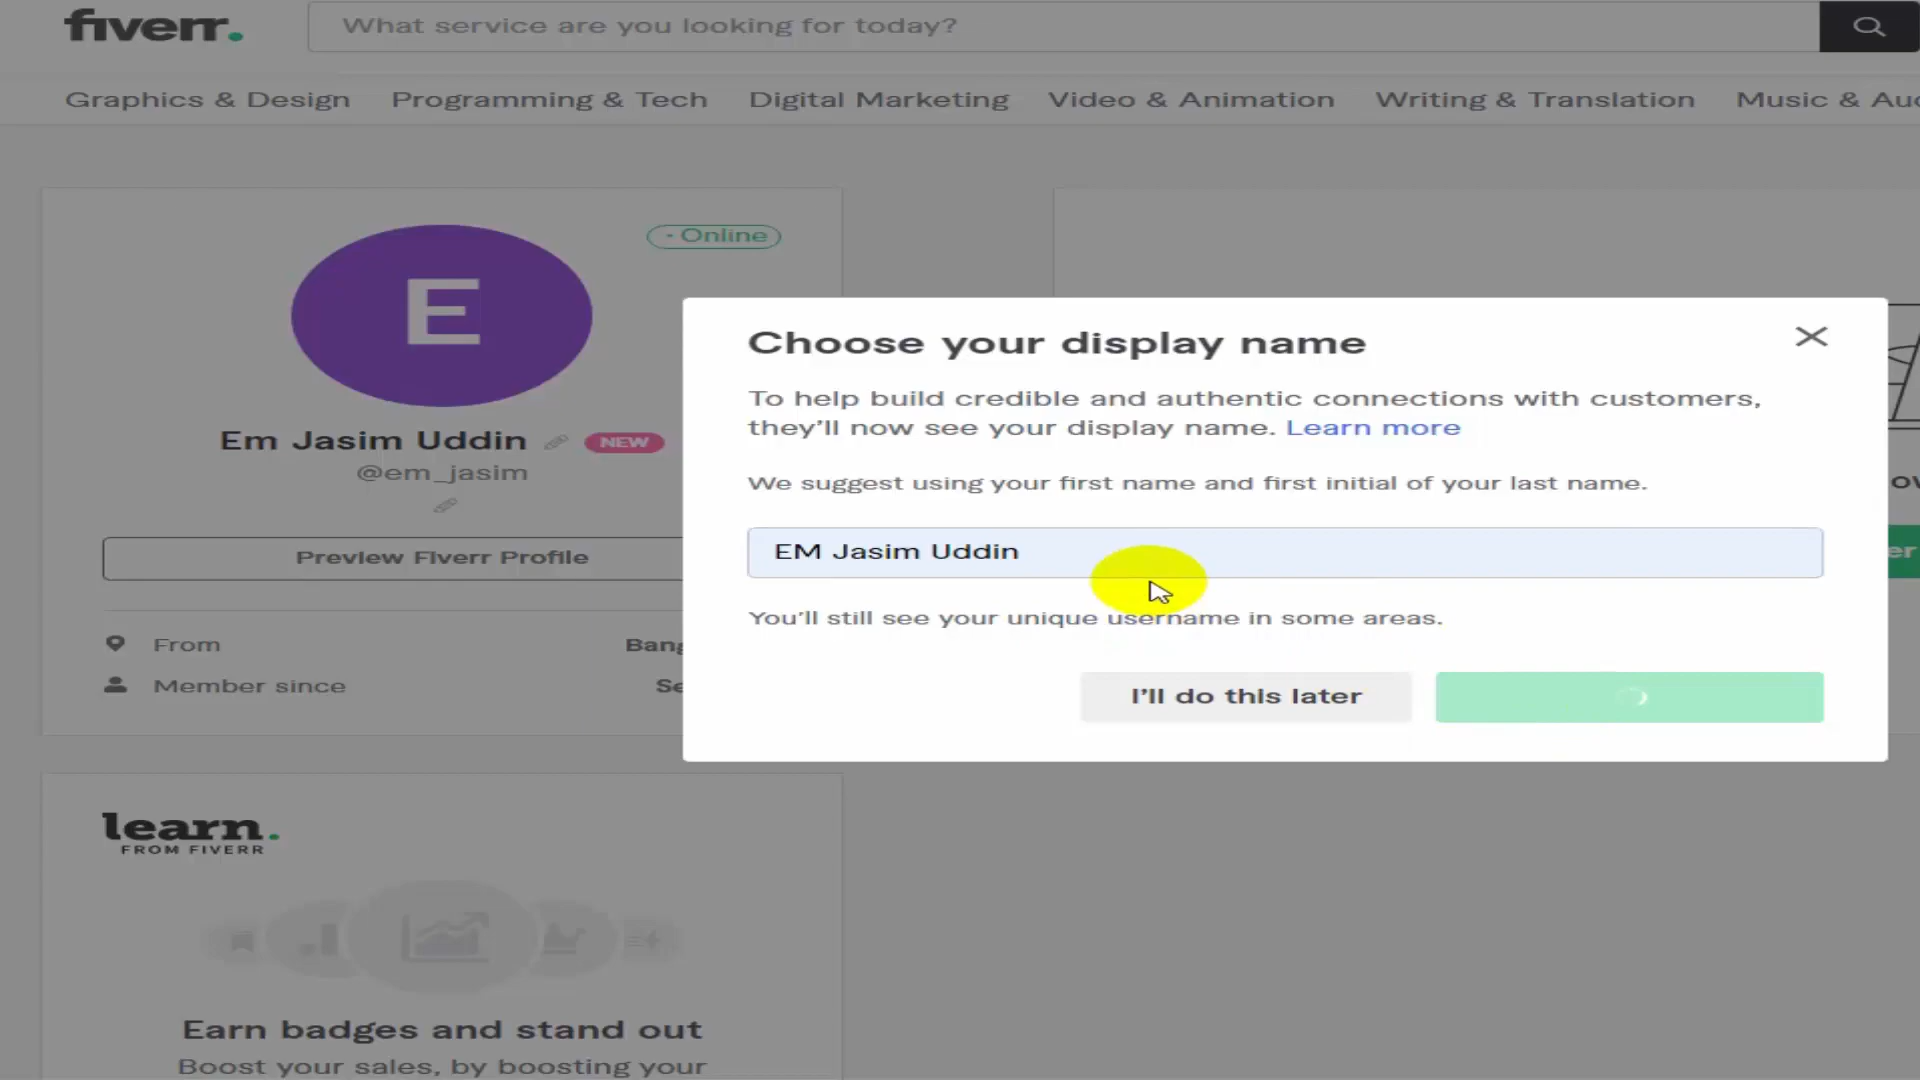 fiverr.
What service are you looking for today?
Graphics & Design Programming & Tech Digital Marketing Video & Animation Writing & Translation Music &
Online
E
Em Jasim Uddin NEW
@em_jasim
Preview Fiverr Profile
From
Member since
Choose your display name
To help build credible and authentic connections with customers,
they'll now see your display name. Learn more
We suggest using your first name and first initial of your last name.
EM Jasim Uddin
You'll still see your unique username in some areas.
I'll do this later
learn.
FROM FIVERR
Earn badges and stand out
Boost your sales, by boosting your